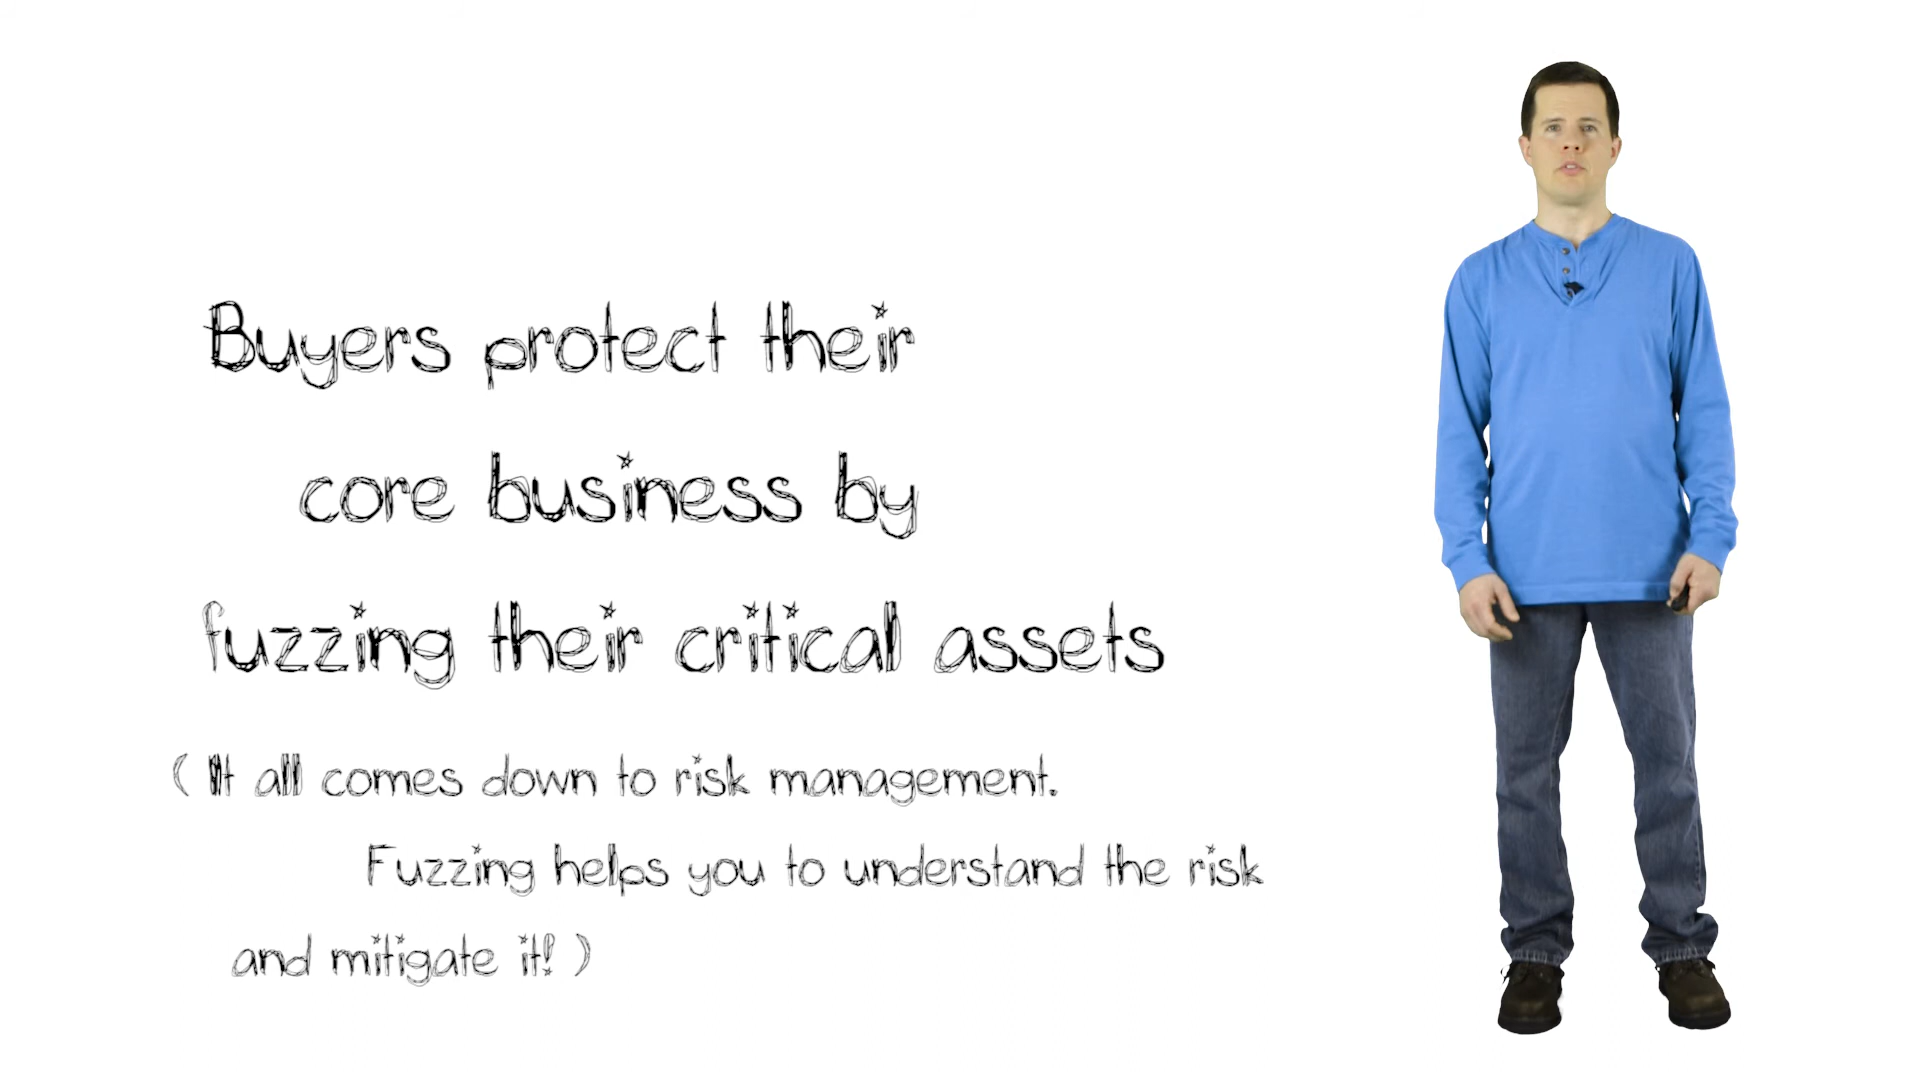 Buyers protect their
core business by
fuzzing their critical assets
( It all comes down to risk management.
Fuzzing helps you to understand the risk
and mitigate it! )